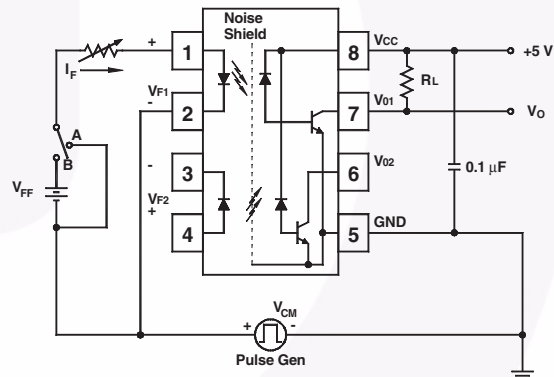 Noise
Shield
+
1
8
VCC
+5 V
IF
VF1
-
2
RL
7
V01
VO
A
B
-
3
6
V02
0.1 µF
VFF
VF2
+
4
5
GND
VCM
+
-
Pulse Gen